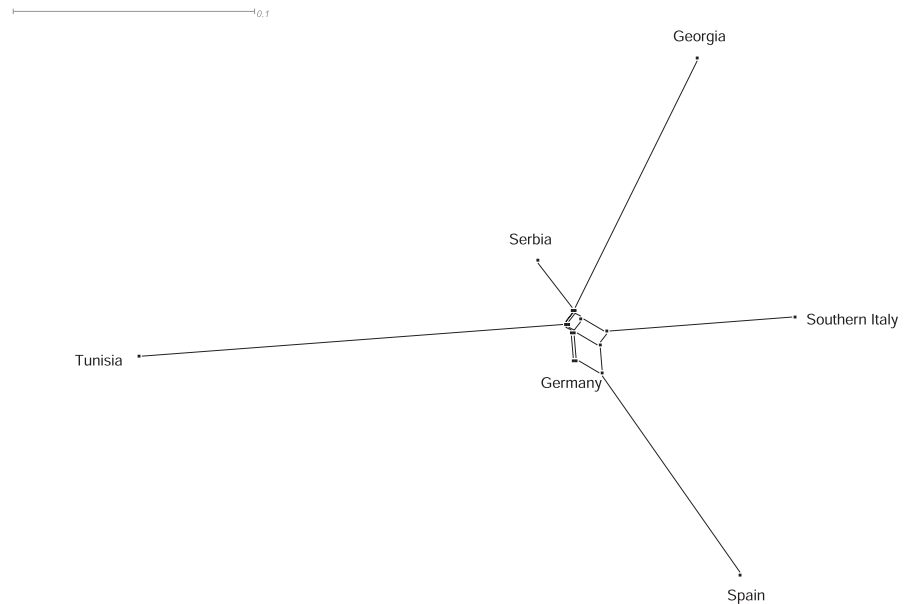 0.1
Georgia
Serbia
Southern Italy
Tunisia
Germany
Spain